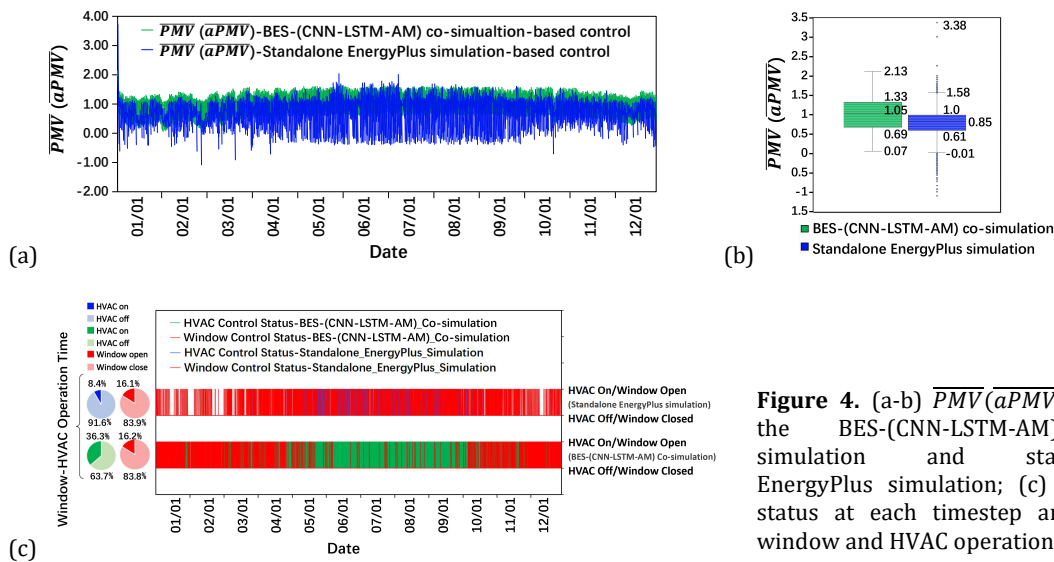 4.00
3.00
2.00
1.00
0.00
-1.00
-2.00
PMV (aPMV)
PMV (aPMV)-BES-(CNN-LSTM-AM) co-simualtion-based control
PMV (aPMV)-Standalone EnergyPlus simulation-based control
01/01
02/01
03/01
04/01
05/01
06/01
07/01
08/01
09/01
10/01
11/01
12/01
Date
(a)
3.5
3
2.5
2
1.5
1
0.5
0
-0.5
-1
1.5
PMV (aPMV)
2.13
1.33
1.05
0.69
0.07
3.38
1.58
1.0
0.85
0.61
-0.01
BES-(CNN-LSTM-AM) co-simulation
Standalone EnergyPlus simulation
(b)
Window-HVAC Operation Time
HVAC on
HVAC off
HVAC on
HVAC off
Window open
Window close
8.4% 16.1%
91.6% 83.9%
36.3% 16.2%
63.7% 83.8%
HVAC Control Status-BES-(CNN-LSTM-AM)_Co-simulation
Window Control Status-BES-(CNN-LSTM-AM)_Co-simulation
HVAC Control Status-Standalone_EnergyPlus_Simulation
Window Control Status-Standalone_EnergyPlus_Simulation
HVAC On/Window Open
(Standalone EnergyPlus simulation)
HVAC Off/Window Closed
HVAC On/Window Open
(BES-(CNN-LSTM-AM) Co-simulation)
HVAC Off/Window Closed
01/01
02/01
03/01
04/01
05/01
06/01
07/01
08/01
09/01
10/01
11/01
12/01
Date
(c)
Figure 4. (a-b) PMV(aPMV
the BES-(CNN-LSTM-AM)
simulation and sta
EnergyPlus simulation; (c)
status at each timestep a
window and HVAC operation